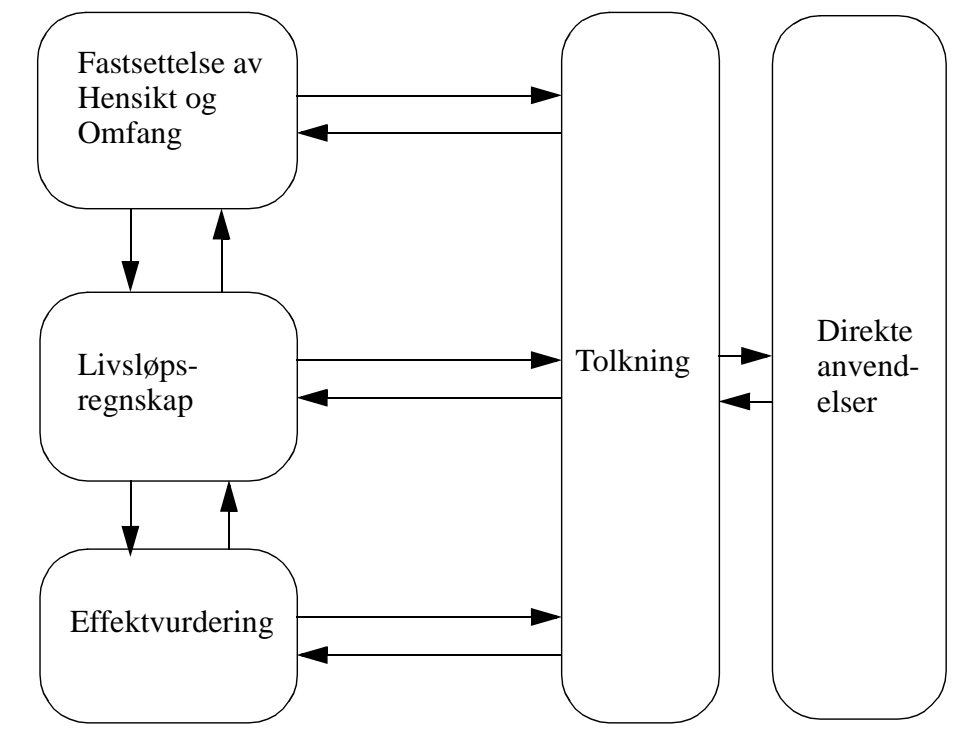 Fastsettelse av
Hensikt og
Omfang
Livsløps-
regnskap
Effektvurdering
Tolkning
Direkte
anvend-
elser